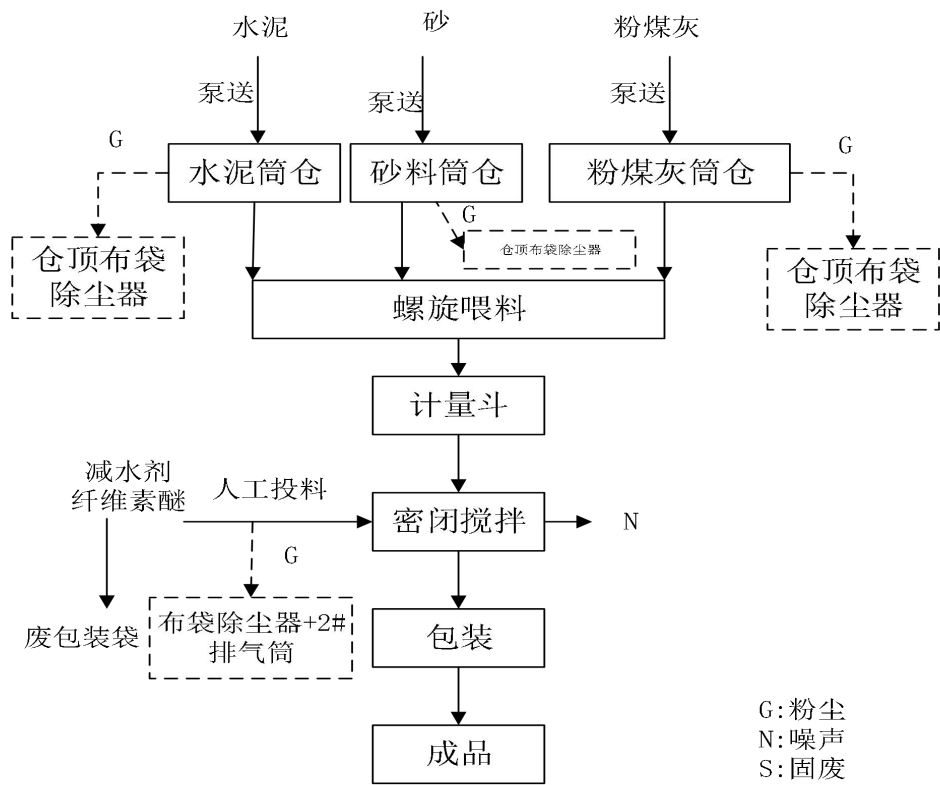 水泥
砂
粉煤灰
泵送
泵送
泵送
G
G
水泥筒仓
砂料筒仓
粉煤灰筒仓
G
仓顶布袋
除尘器
仓顶布袋除尘器
仓顶布袋
除尘器
螺旋喂料
计量斗
减水剂
纤维素醚
人工投料
密闭搅拌
N
G
废包装袋
布袋除尘器+2#
排气筒
包装
成品
G:粉尘
N:噪声
S:固废